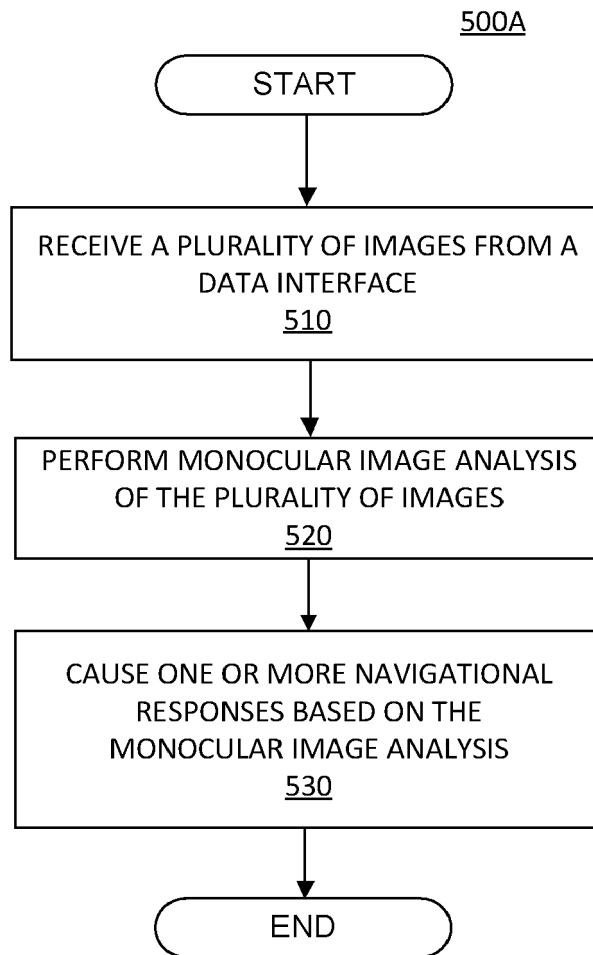 500A
START
RECEIVE A PLURALITY OF IMAGES FROM A
DATA INTERFACE
510
PERFORM MONOCULAR IMAGE ANALYSIS
OF THE PLURALITY OF IMAGES
520
CAUSE ONE OR MORE NAVIGATIONAL
RESPONSES BASED ON THE
MONOCULAR IMAGE ANALYSIS
530
END